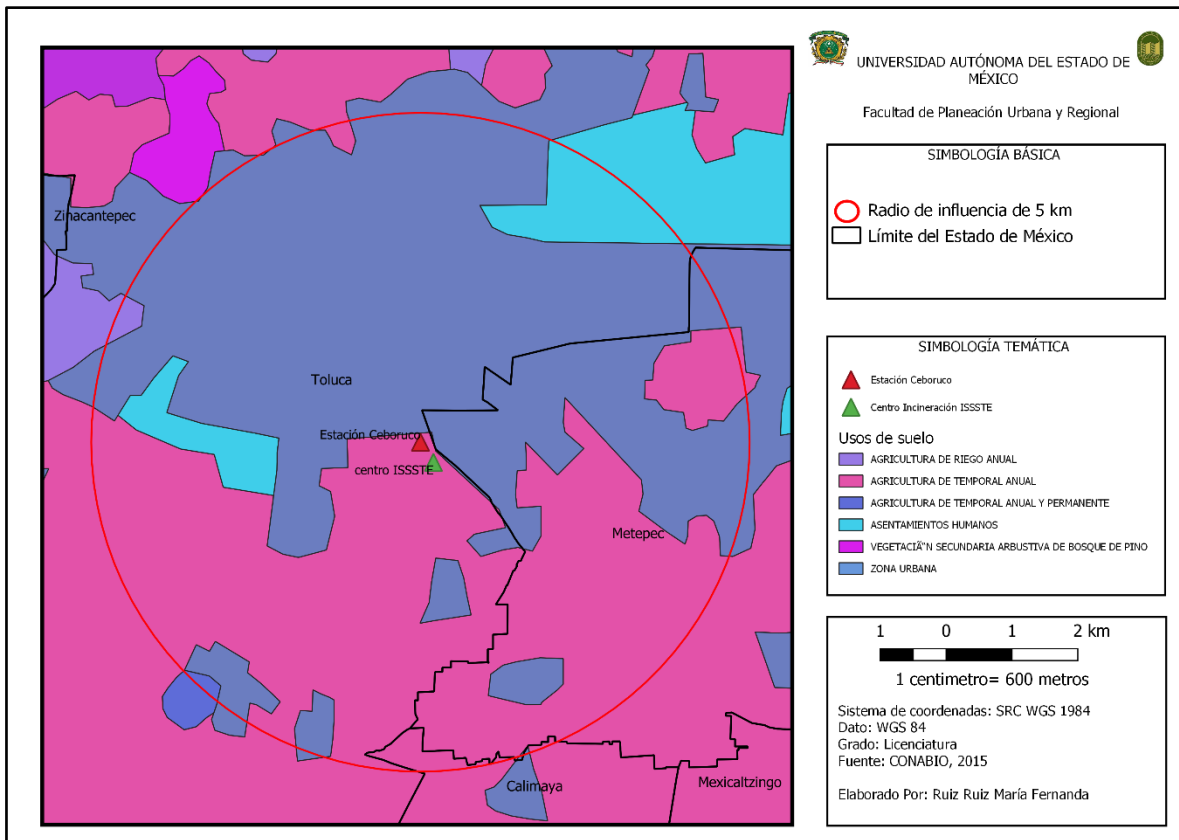 UNIVERSIDAD AUTÓNOMA DEL ESTADO DE
MÉXICO
Facultad de Planeación Urbana y Regional
SIMBOLOGÍA BÁSICA
Radio de influencia de 5 km
Límite del Estado de México
SIMBOLOGÍA TEMÁTICA
Estación Ceboruco
Centro Incineración ISSSTE
Usos de suelo
AGRICULTURA DE RIEGO ANUAL
AGRICULTURA DE TEMPORAL ANUAL
AGRICULTURA DE TEMPORAL ANUAL Y PERMANENTE
ASENTAMIENTOS HUMANOS
VEGETACIÃ“N SECUNDARIA ARBUSTIVA DE BOSQUE DE PINO
ZONA URBANA
1 0 1 2 km
1 centimetro= 600 metros
Sistema de coordenadas: SRC WGS 1984
Dato: WGS 84
Grado: Licenciatura
Fuente: CONABIO, 2015
Elaborado Por: Ruiz Ruiz María Fernanda
Zinacantepec
Toluca
Estación Ceboruco
centro ISSSTE
Metepec
Calimaya
Mexicaltzingo